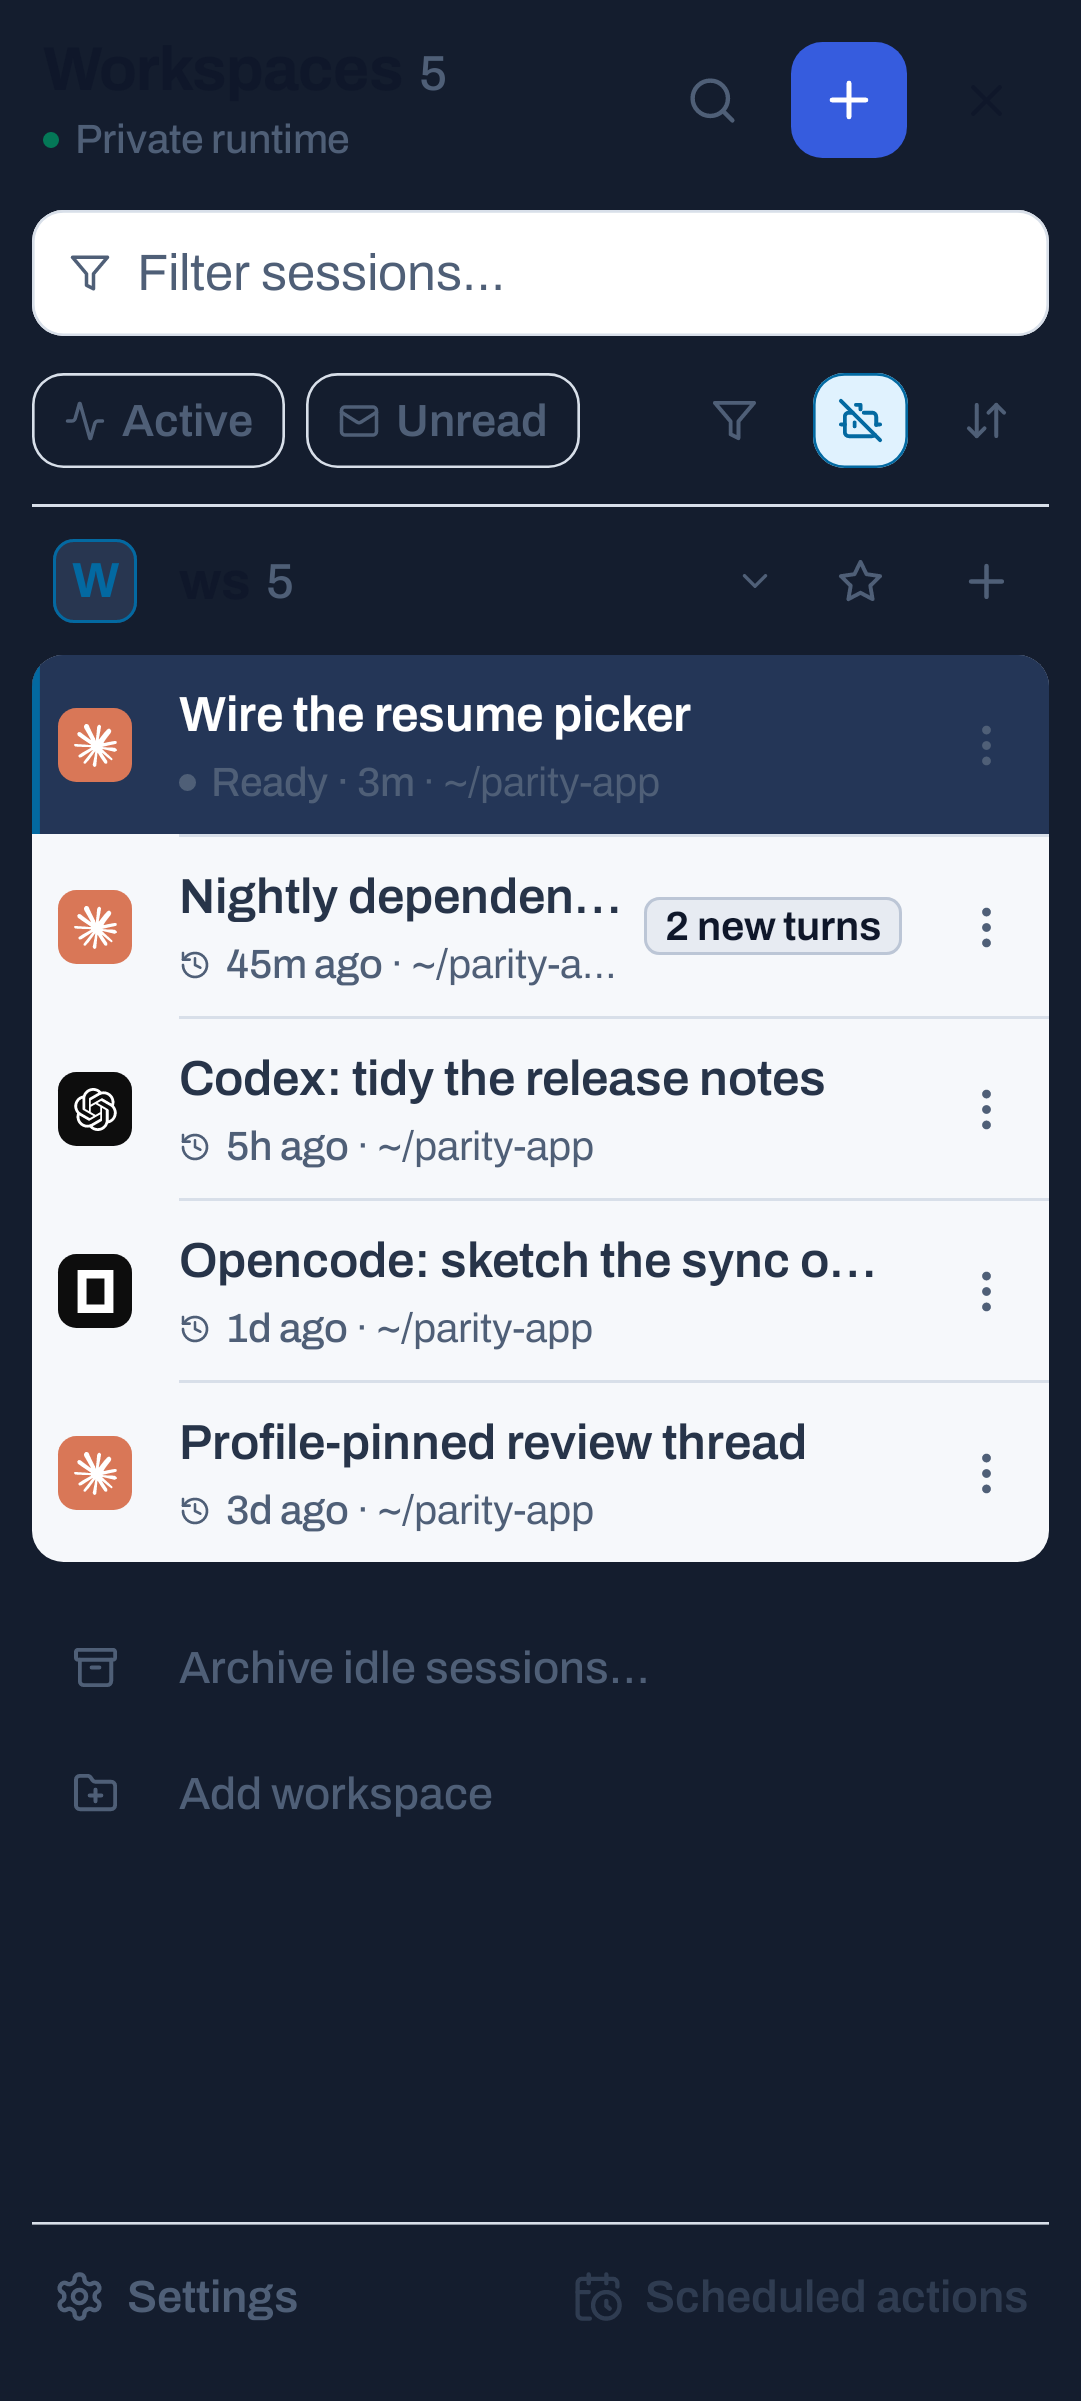 Workspaces 5
Private runtime
Filter sessions...
Active
Unread
W
ws 5
Wire the resume picker
Ready · 3m · ~/parity-app
Nightly dependen...
2 new turns
45m ago · ~/parity-a...
Codex: tidy the release notes
5h ago · ~/parity-app
Opencode: sketch the sync o...
1d ago · ~/parity-app
Profile-pinned review thread
3d ago · ~/parity-app
Archive idle sessions...
Add workspace
Settings
Scheduled actions